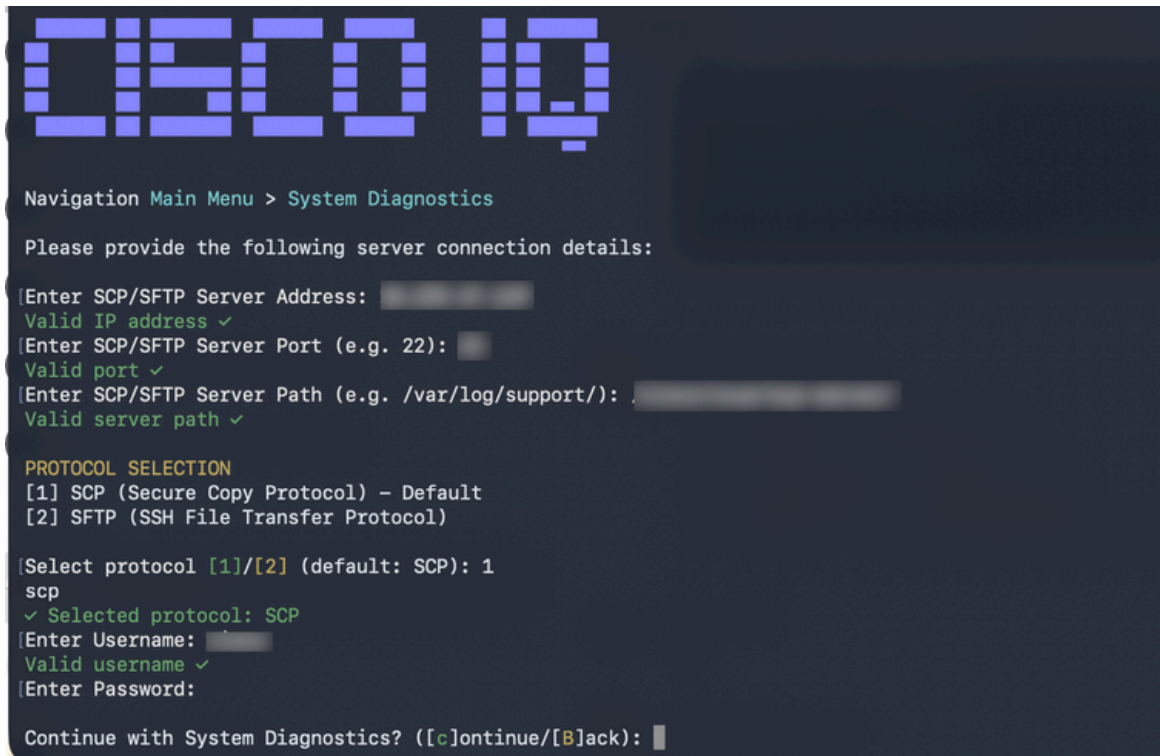 CISCO IQ
Navigation Main Menu > System Diagnostics
Please provide the following server connection details:
[Enter SCP/SFTP Server Address:
Valid IP address ✓
[Enter SCP/SFTP Server Port (e.g. 22):
Valid port ✓
[Enter SCP/SFTP Server Path (e.g. /var/log/support/):
Valid server path ✓
PROTOCOL SELECTION
[1] SCP (Secure Copy Protocol) – Default
[2] SFTP (SSH File Transfer Protocol)
[Select protocol [1]/[2] (default: SCP): 1
scp
✓ Selected protocol: SCP
[Enter Username:
Valid username ✓
[Enter Password:
Continue with System Diagnostics? ([c]ontinue/[B]ack):